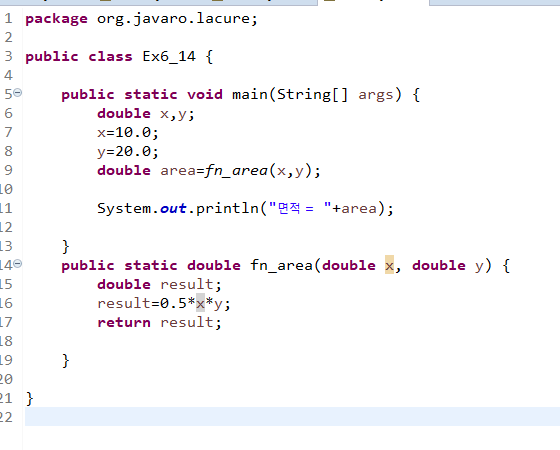 1 package org.javaro.lacure;
2
3 public class Ex6_14 {
4
5 public static void main(String[] args) {
6 double x,y;
7 x=10.0;
8 y=20.0;
9 double area=fn_area(x,y);
10
11 System.out.println("면적 = "+area);
12
13 }
14 public static double fn_area(double x, double y) {
15 double result;
16 result=0.5*x*y;
17 return result;
18
19 }
20
21 }
22